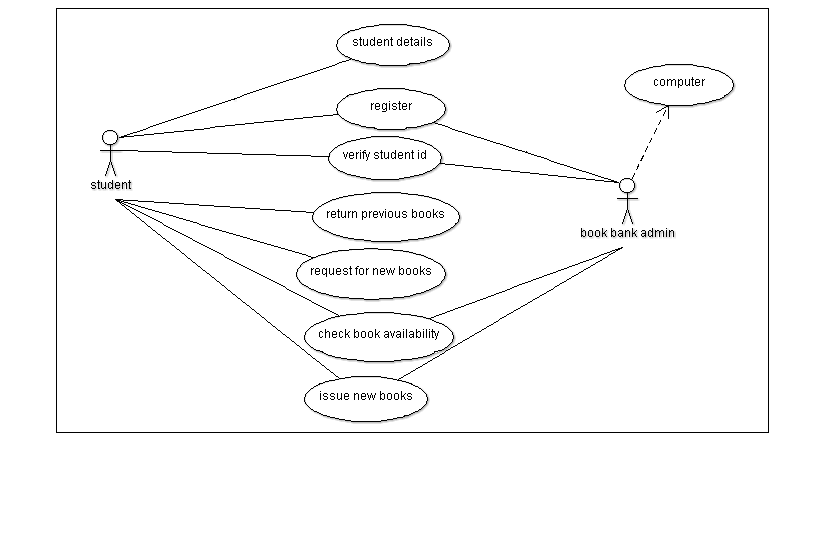 student details
computer
register
verify student id
student
return previous books
book bank admin
request for new books
check book availability
issue new books